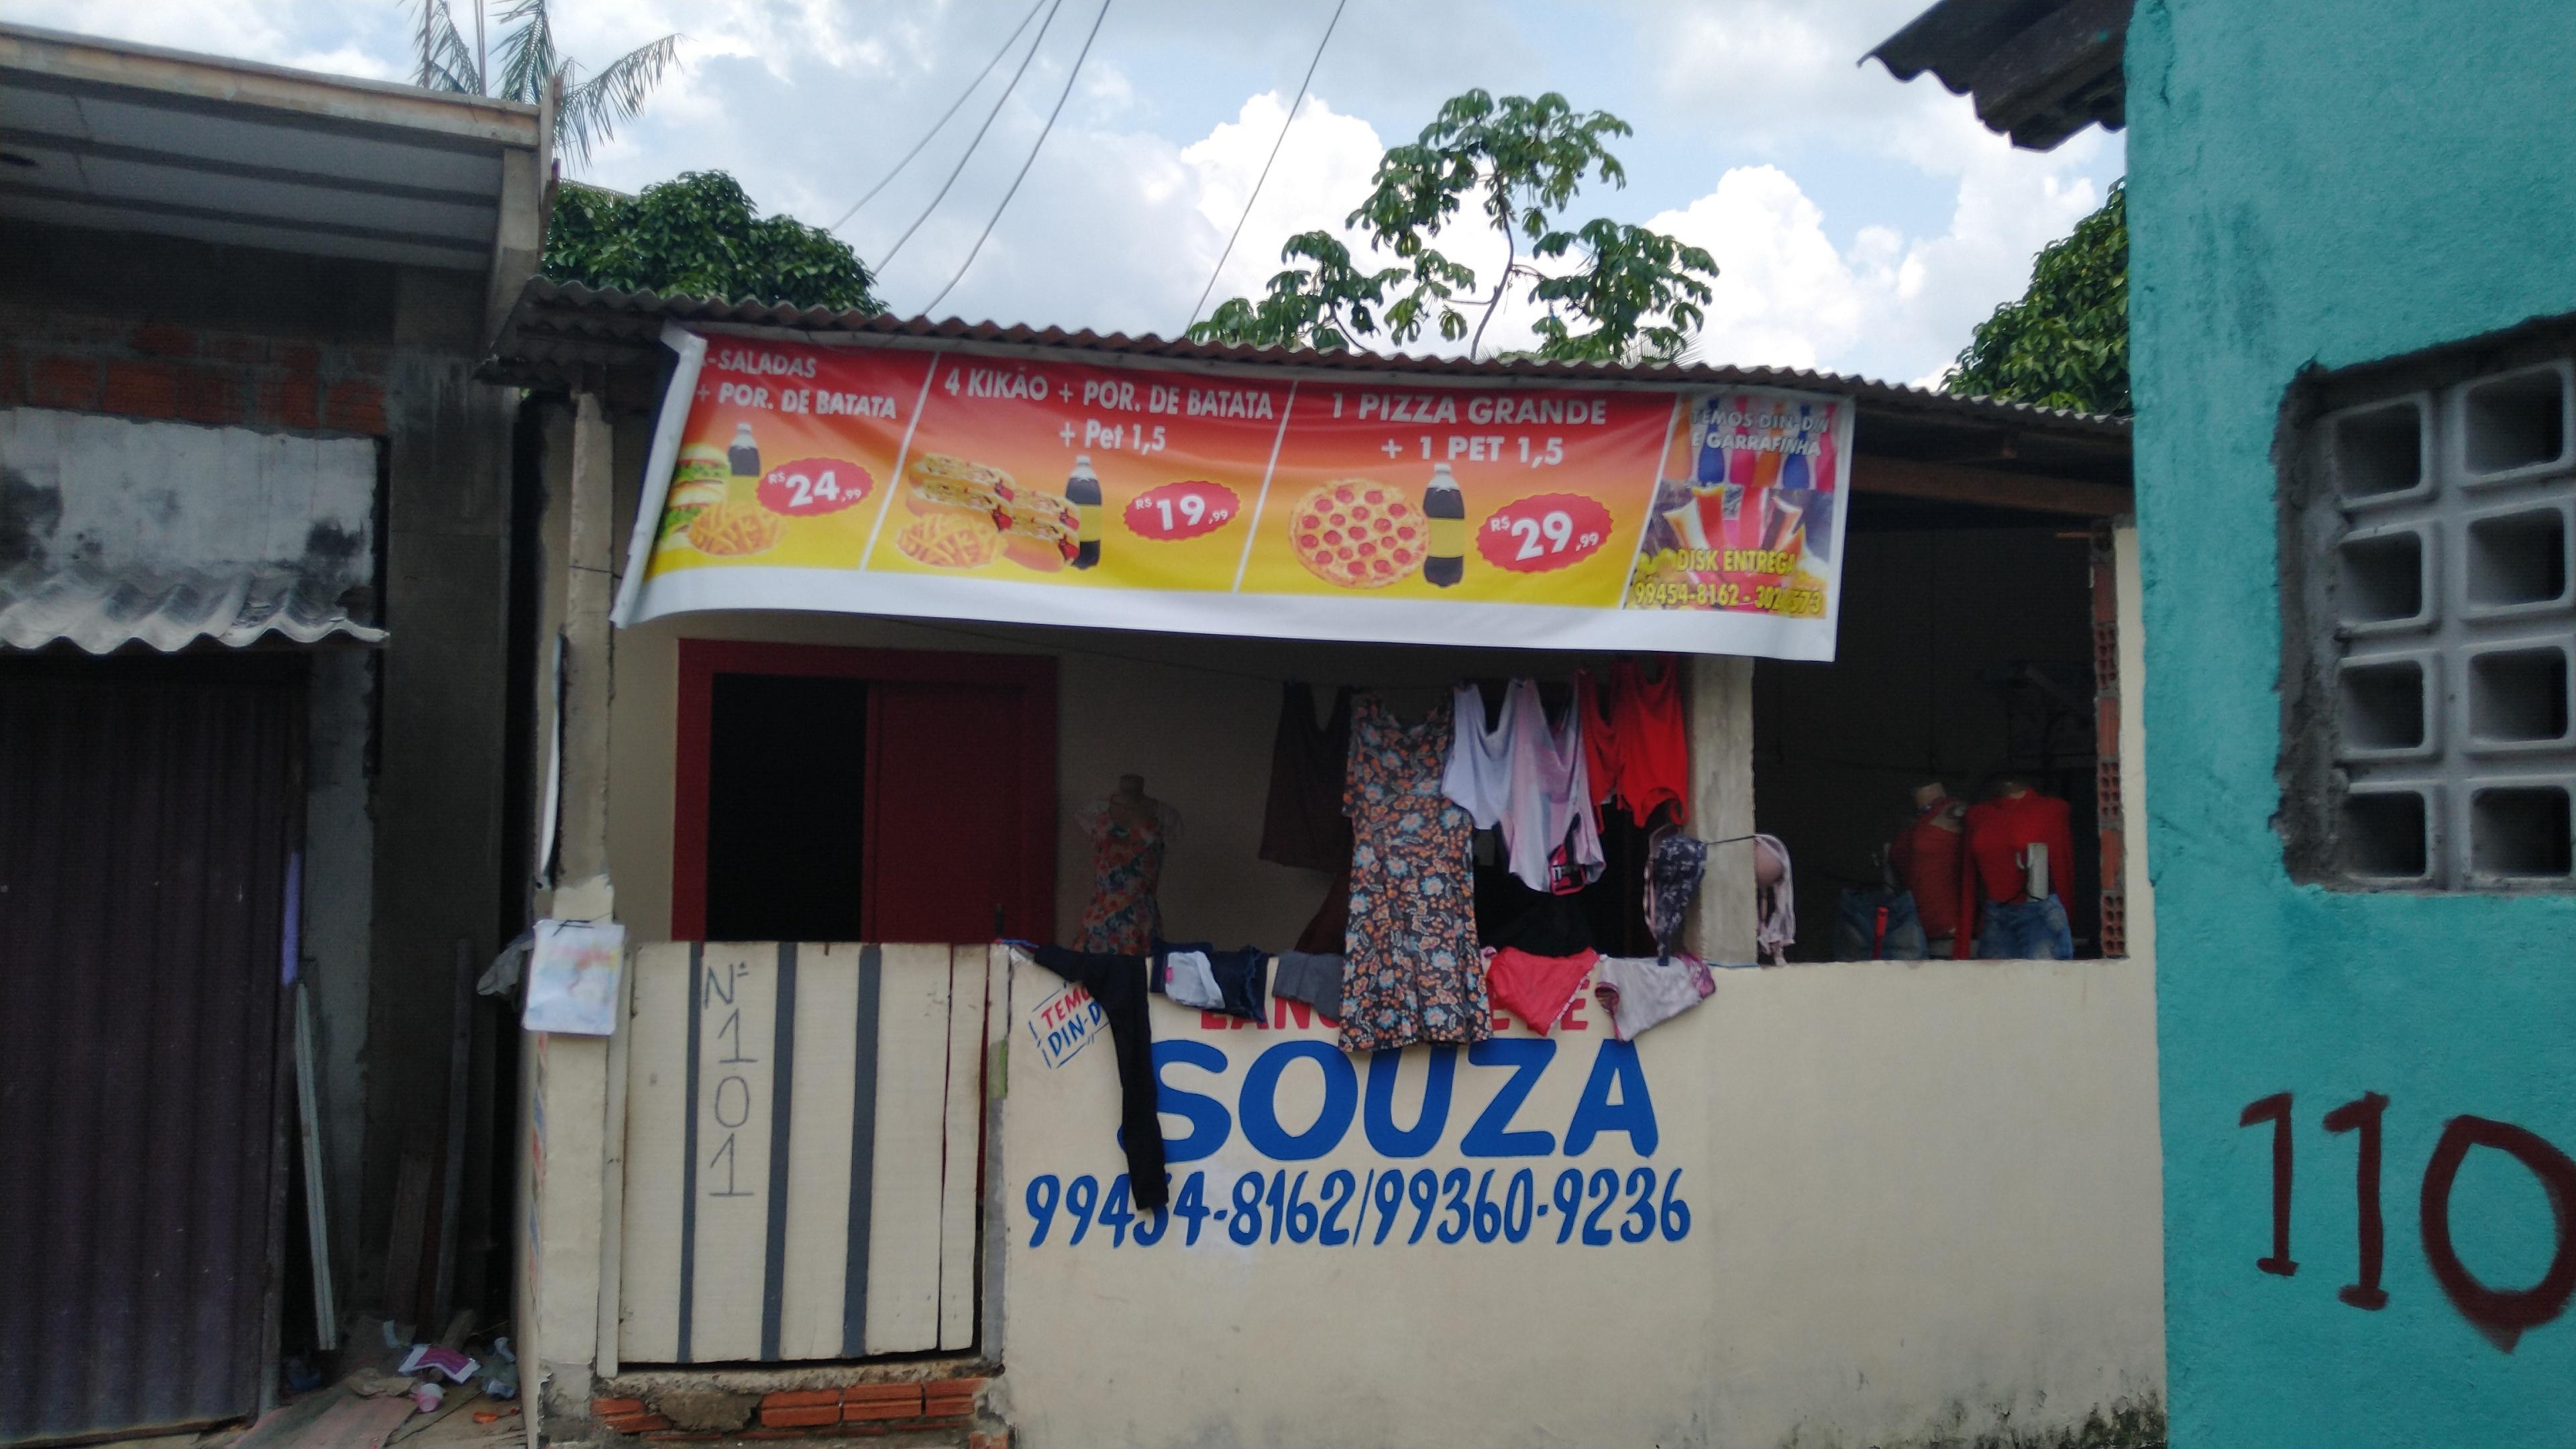 -SALADAS
+ POR. DE BATATA
R$ 24,99
4 KIKÃO + POR. DE BATATA
+ Pet 1,5
R$ 19,99
1 PIZZA GRANDE
+ 1 PET 1,5
R$ 29,99
TEMOS DIN-DIN
E GARRAFINHA
DISK ENTREGA
99454-8162 -
Nº
101
TEMO
DIN-D
SOUZA
99454-8162/99360-9236
110